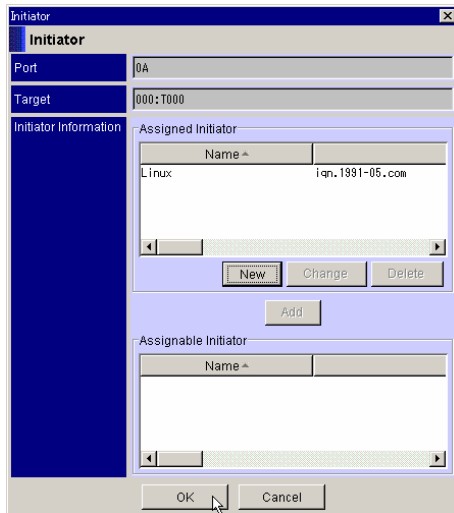 Initiator
Initiator
Port
0A
Target
000:T000
Initiator Information
Assigned Initiator
Name
Linux iqn.1991-05.com
New Change Delete
Add
Assignable Initiator
Name
OK Cancel